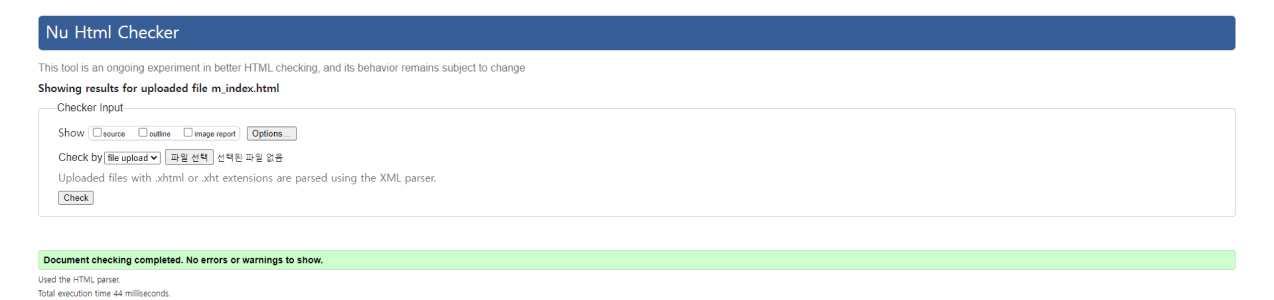 Nu Html Checker
This tool is an ongoing experiment in better HTML checking, and its behavior remains subject to change
Showing results for uploaded file m_index.html
Checker Input
Show source outline image report Options...
Check by file upload 파일 선택 선택된 파일 없음
Uploaded files with .xhtml or .xht extensions are parsed using the XML parser.
Check
Document checking completed. No errors or warnings to show.
Used the HTML parser.
Total execution time 44 milliseconds.